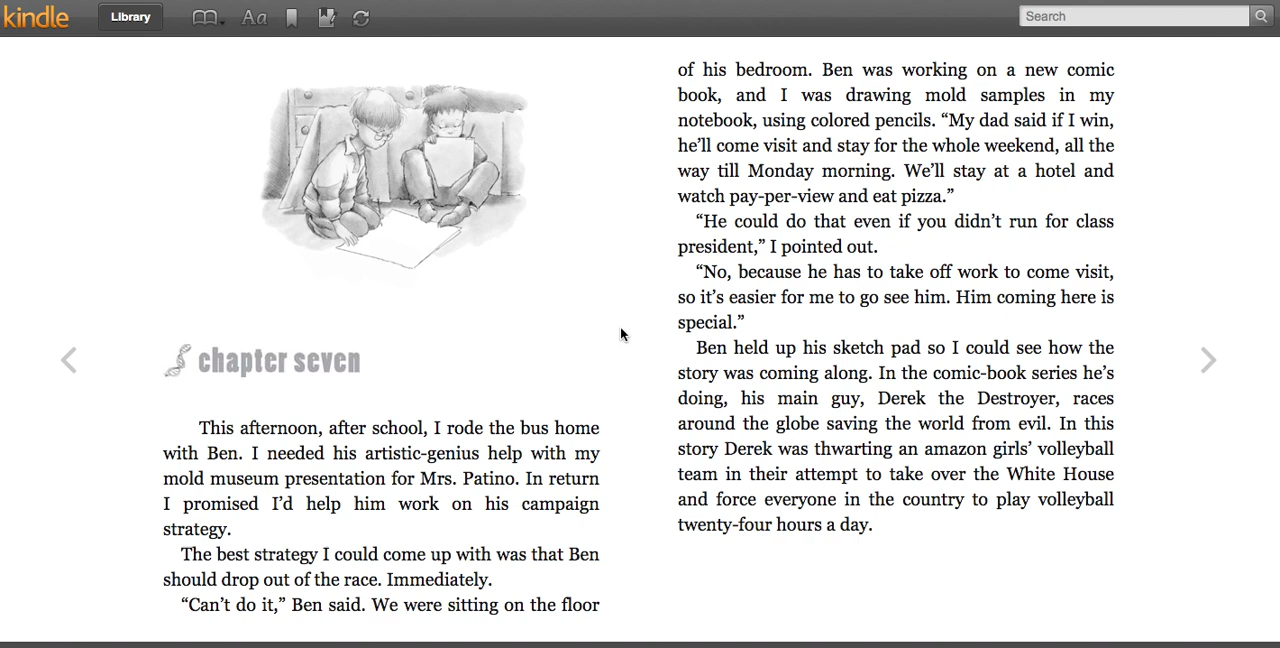 kindle
Library
Aa
Search
chapter seven
This afternoon, after school, I rode the bus home
with Ben. I needed his artistic-genius help with my
mold museum presentation for Mrs. Patino. In return
I promised I’d help him work on his campaign
strategy.
The best strategy I could come up with was that Ben
should drop out of the race. Immediately.
“Can’t do it,” Ben said. We were sitting on the floor
of his bedroom. Ben was working on a new comic
book, and I was drawing mold samples in my
notebook, using colored pencils. “My dad said if I win,
he’ll come visit and stay for the whole weekend, all the
way till Monday morning. We’ll stay at a hotel and
watch pay-per-view and eat pizza.”
“He could do that even if you didn’t run for class
president,” I pointed out.
“No, because he has to take off work to come visit,
so it’s easier for me to go see him. Him coming here is
special.”
Ben held up his sketch pad so I could see how the
story was coming along. In the comic-book series he’s
doing, his main guy, Derek the Destroyer, races
around the globe saving the world from evil. In this
story Derek was thwarting an amazon girls’ volleyball
team in their attempt to take over the White House
and force everyone in the country to play volleyball
twenty-four hours a day.